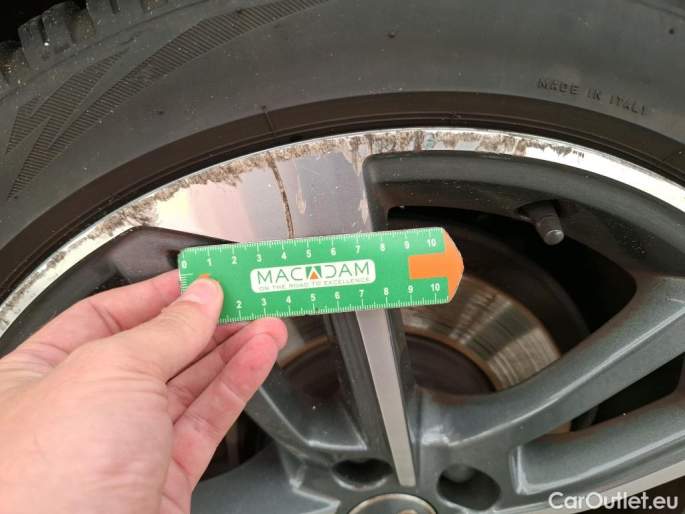 MADE IN ITALY
0 1 2 3 4 5 6 7 8 9 10
MACADAM
ON THE ROAD TO EXCELLENCE
2 3 4 5 6 7 8 9 10
CarOutlet.eu